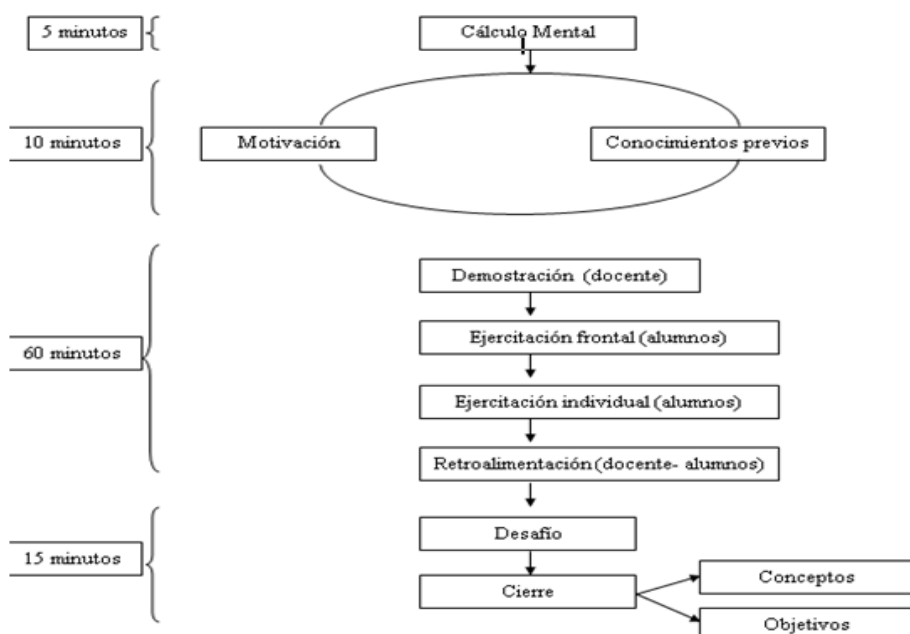 5 minutos
Cálculo Mental
10 minutos
Motivación
Conocimientos previos
60 minutos
Demostración (docente)
Ejercitación frontal (alumnos)
Ejercitación individual (alumnos)
Retroalimentación (docente- alumnos)
15 minutos
Desafío
Cierre
Conceptos
Objetivos